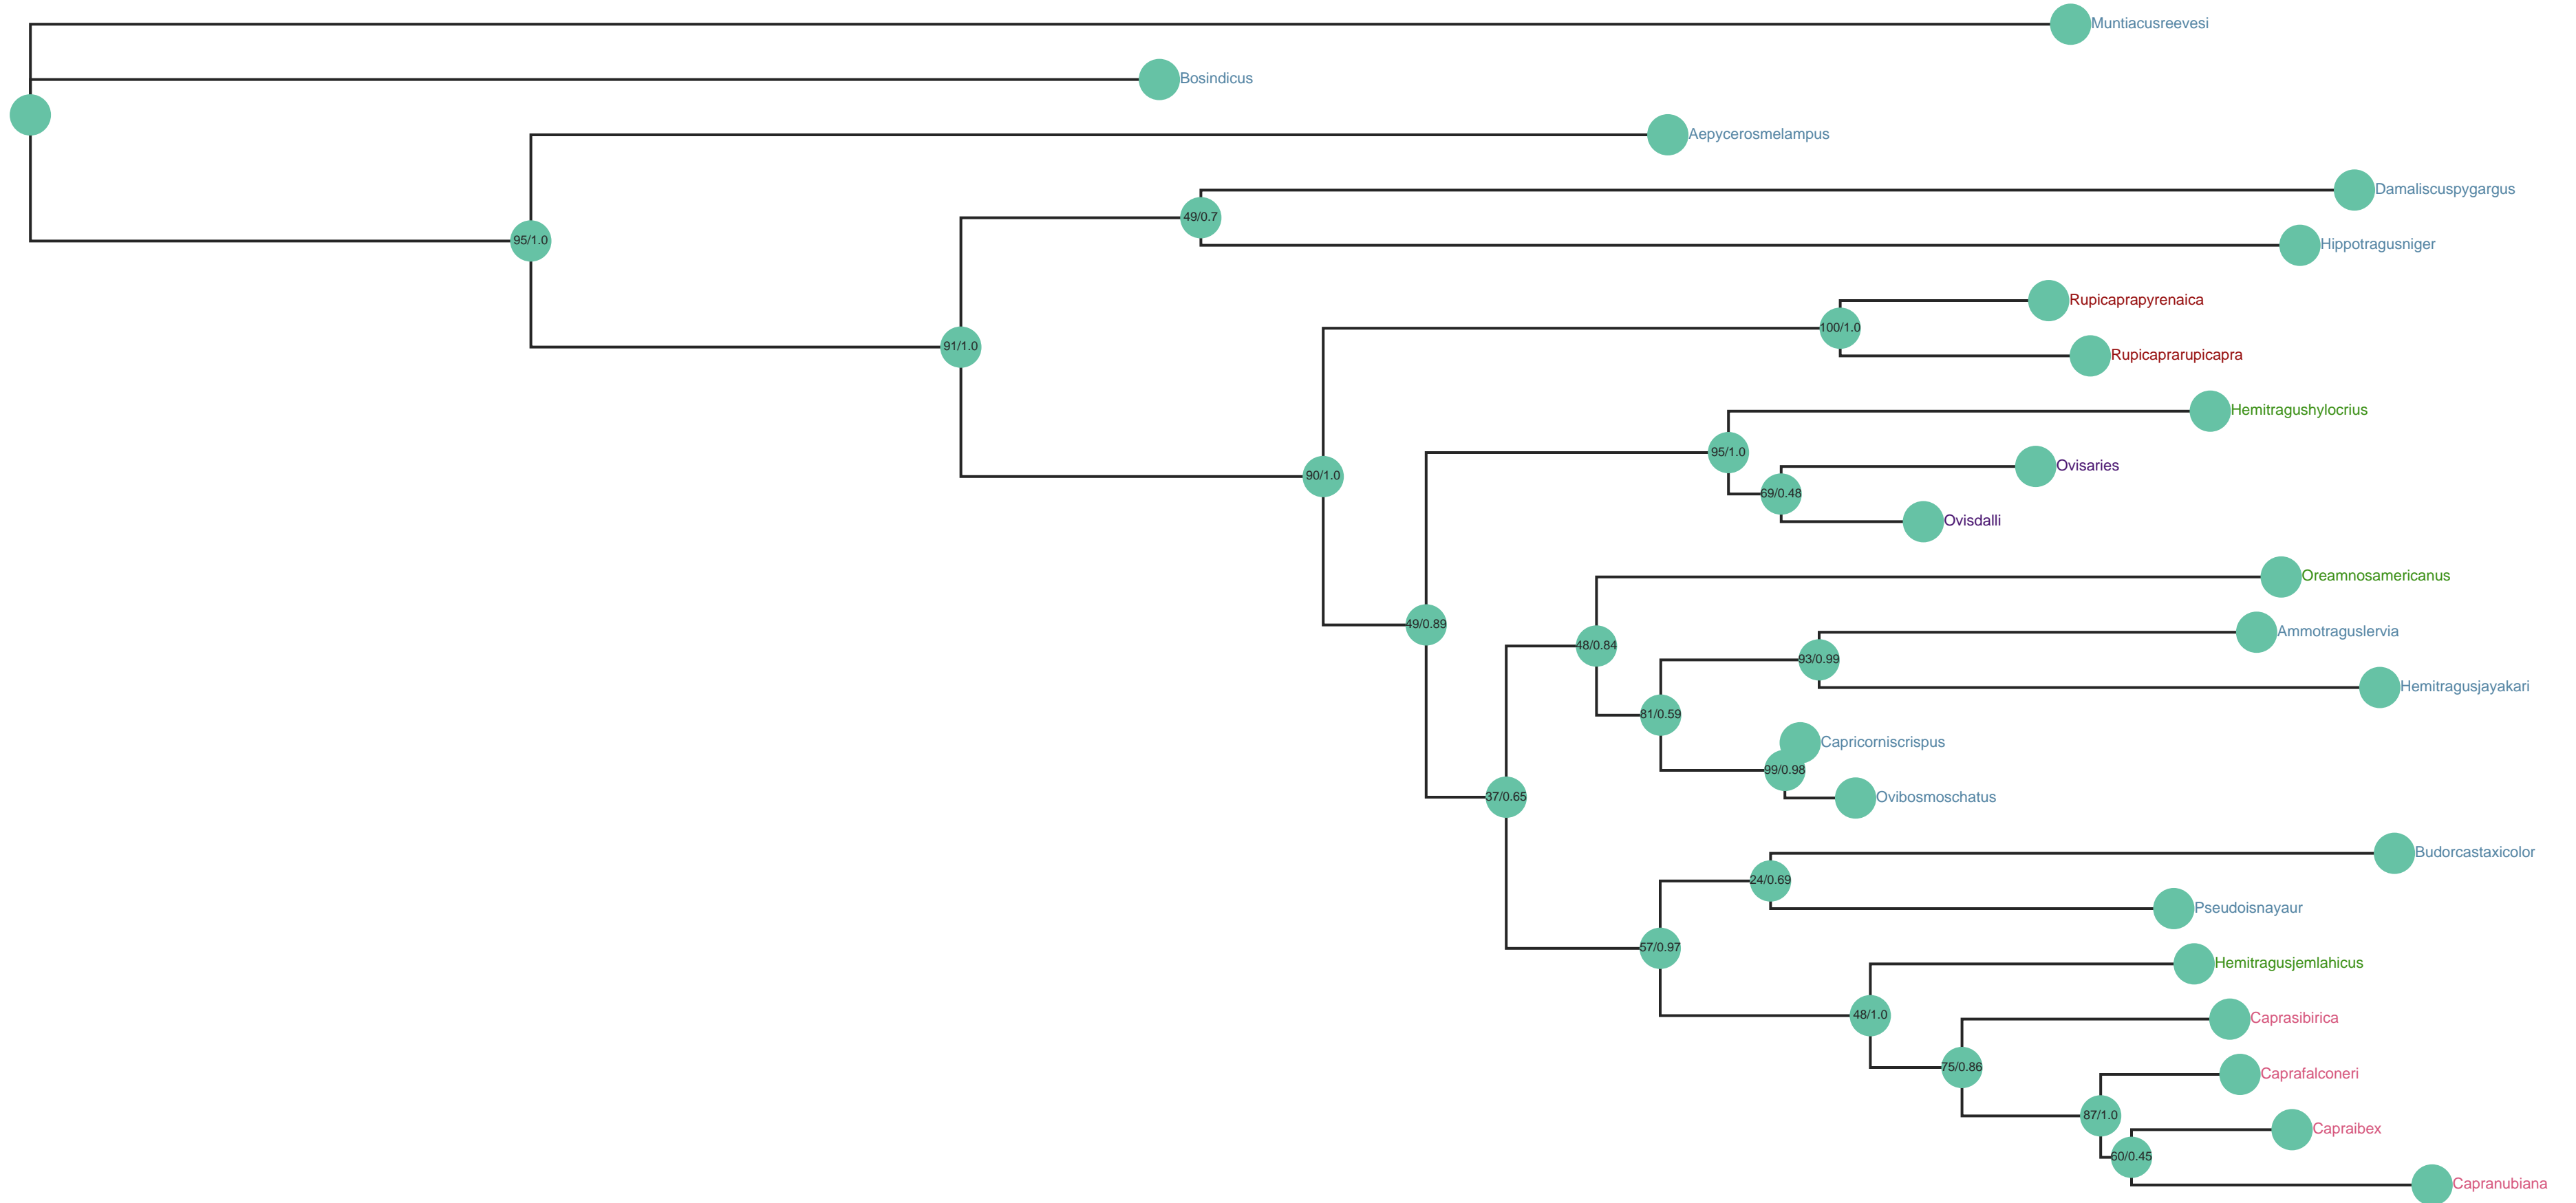 Muntiacusreevesi
Bosindicus
Aepycerosmelampus
Damaliscuspygargus
49/0.7
95/1.0
Hippotragusniger
Rupicaprapyrenaica
100/1.0
91/1.0
Rupicaprarupicapra
Hemitragushylocrius
95/1.0
Ovisaries
90/1.0
69/0.48
Ovisdalli
Oreamnosamericanus
49/0.89
Ammotraguslervia
48/0.84
93/0.99
Hemitragusjayakari
81/0.59
Capricorniscrispus
99/0.98
37/0.65
Ovibosmoschatus
Budorcastaxicolor
24/0.69
Pseudoisnayaur
57/0.97
Hemitragusjemlahicus
48/1.0
Caprasibirica
75/0.86
Caprafalconeri
87/1.0
Capraibex
60/0.45
Capranubiana